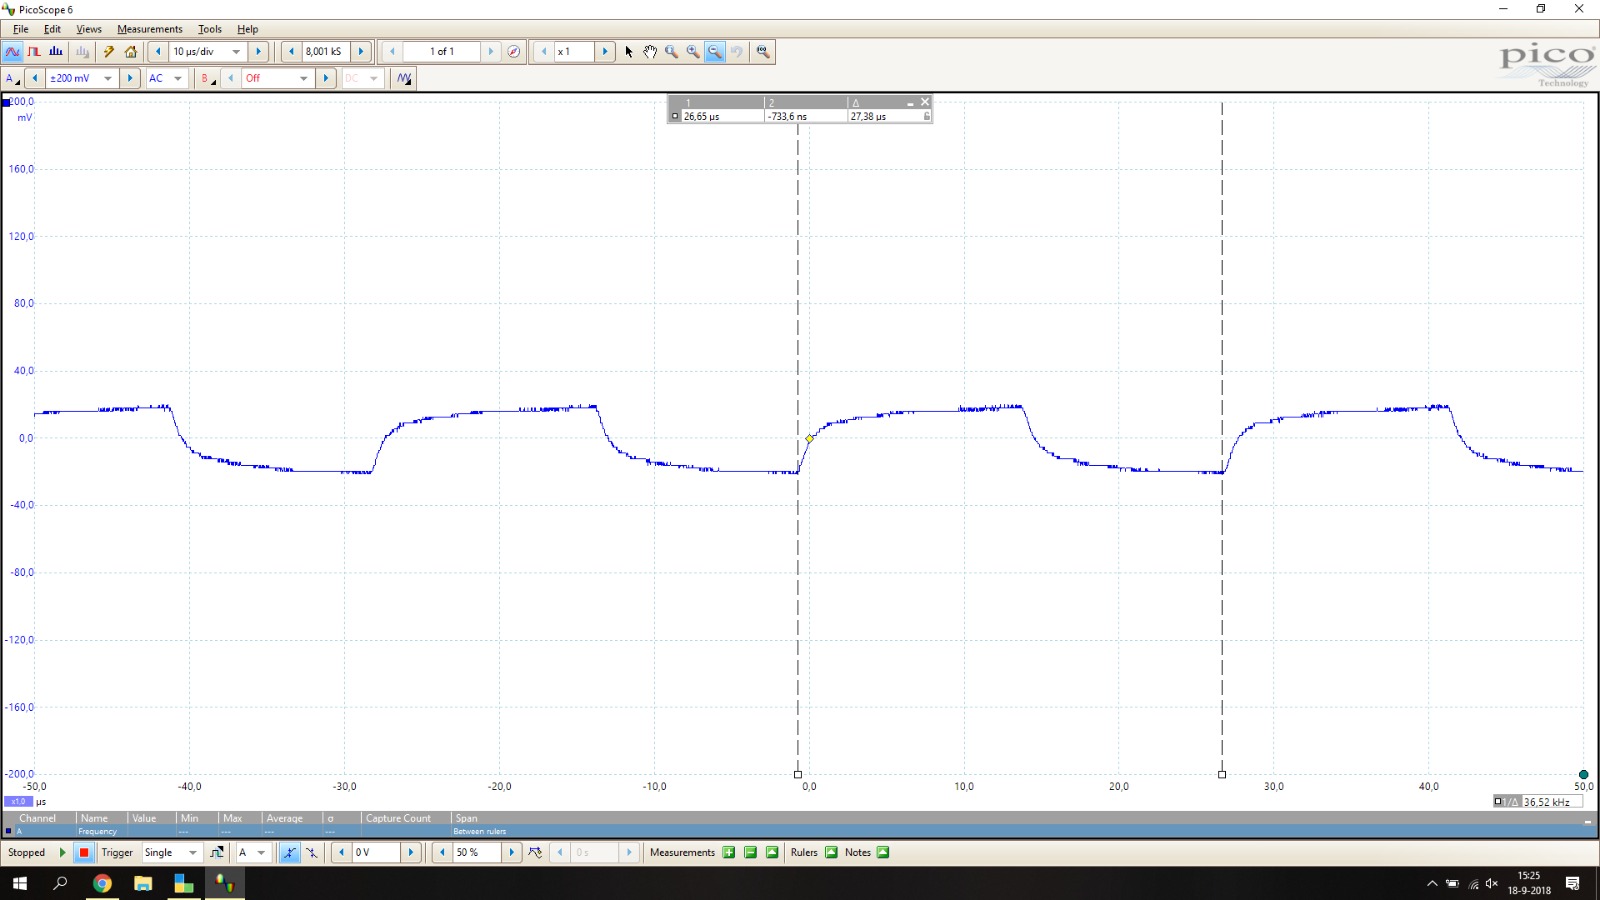 PicoScope 6
File Edit Views Measurements Tools Help
10 µs/div 8,001 kS 1 of 1 x 1
pico
Technology
A ±200 mV AC B Off DC
1 2 Δ
26,65 µs -733,6 ns 27,38 µs
200,0
mV
160,0
120,0
80,0
40,0
0,0
-40,0
-80,0
-120,0
-160,0
-200,0
-50,0 -40,0 -30,0 -20,0 -10,0 0,0 10,0 20,0 30,0 40,0 50,0
x1,0 µs 1/Δ 36,52 kHz
Channel Name Value Min Max Average σ Capture Count Span
A Frequency --- --- --- --- Between rulers
Stopped Trigger Single A 0 V 50 % 0 s Measurements Rulers Notes
15:25
18-9-2018